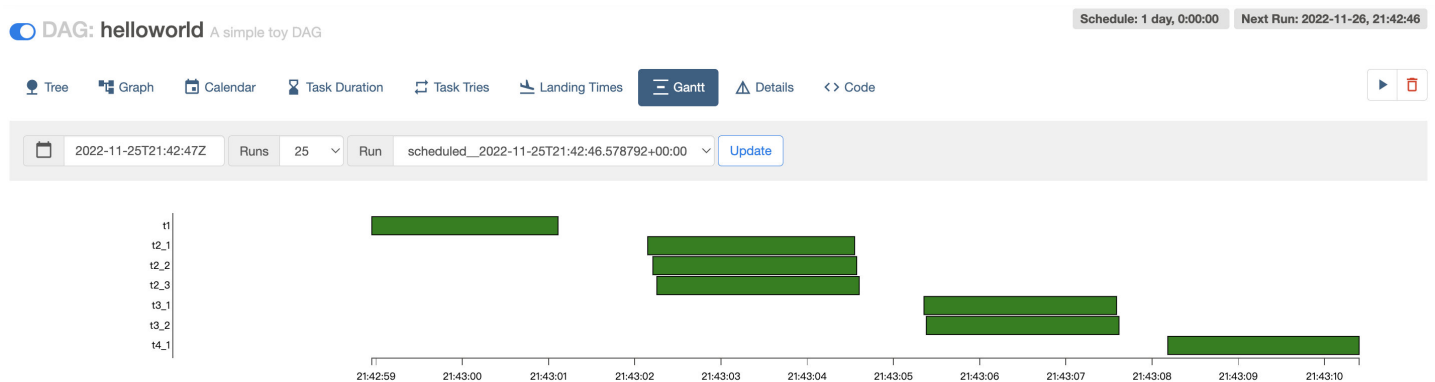 DAG: helloworld A simple toy DAG
Schedule: 1 day, 0:00:00 Next Run: 2022-11-26, 21:42:46
Tree Graph Calendar Task Duration Task Tries Landing Times Gantt Details <> Code
2022-11-25T21:42:47Z Runs 25 Run scheduled__2022-11-25T21:42:46.578792+00:00 Update
t1
t2_1
t2_2
t2_3
t3_1
t3_2
t4_1
21:42:59 21:43:00 21:43:01 21:43:02 21:43:03 21:43:04 21:43:05 21:43:06 21:43:07 21:43:08 21:43:09 21:43:10